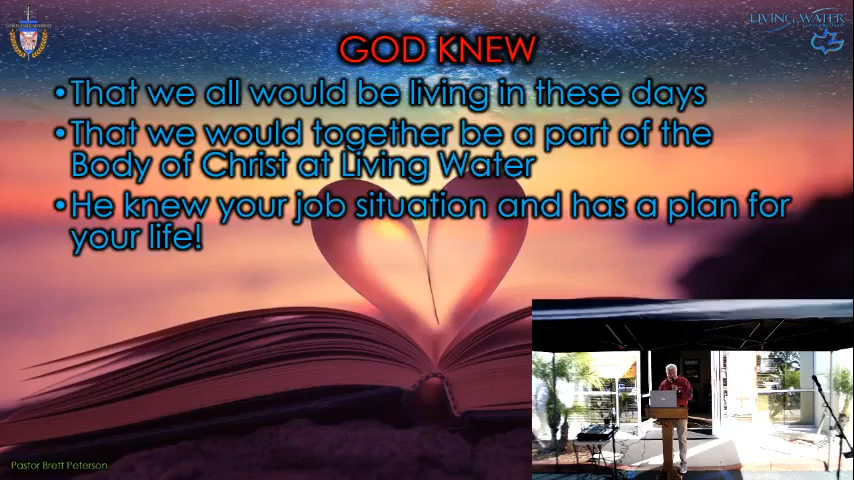 LIVING WATER
GOD KNEW
•That we all would be living in these days
•That we would together be a part of the
Body of Christ at Living Water
•He knew your job situation and has a plan for
your life!
Pastor Brett Peterson